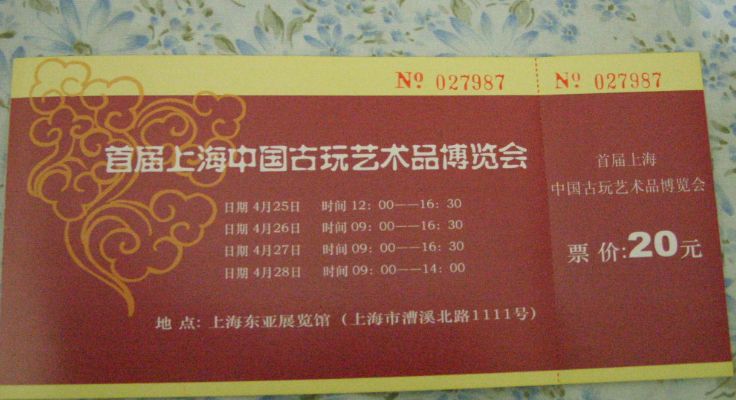 Nº 027987
首届上海中国古玩艺术品博览会
日期 4月25日 时间 12：00——16：30
日期 4月26日 时间 09：00——16：30
日期 4月27日 时间 09：00——16：30
日期 4月28日 时间 09：00——14：00
地 点: 上海东亚展览馆（上海市漕溪北路1111号）
Nº 027987
首届上海
中国古玩艺术品博览会
票 价:20元